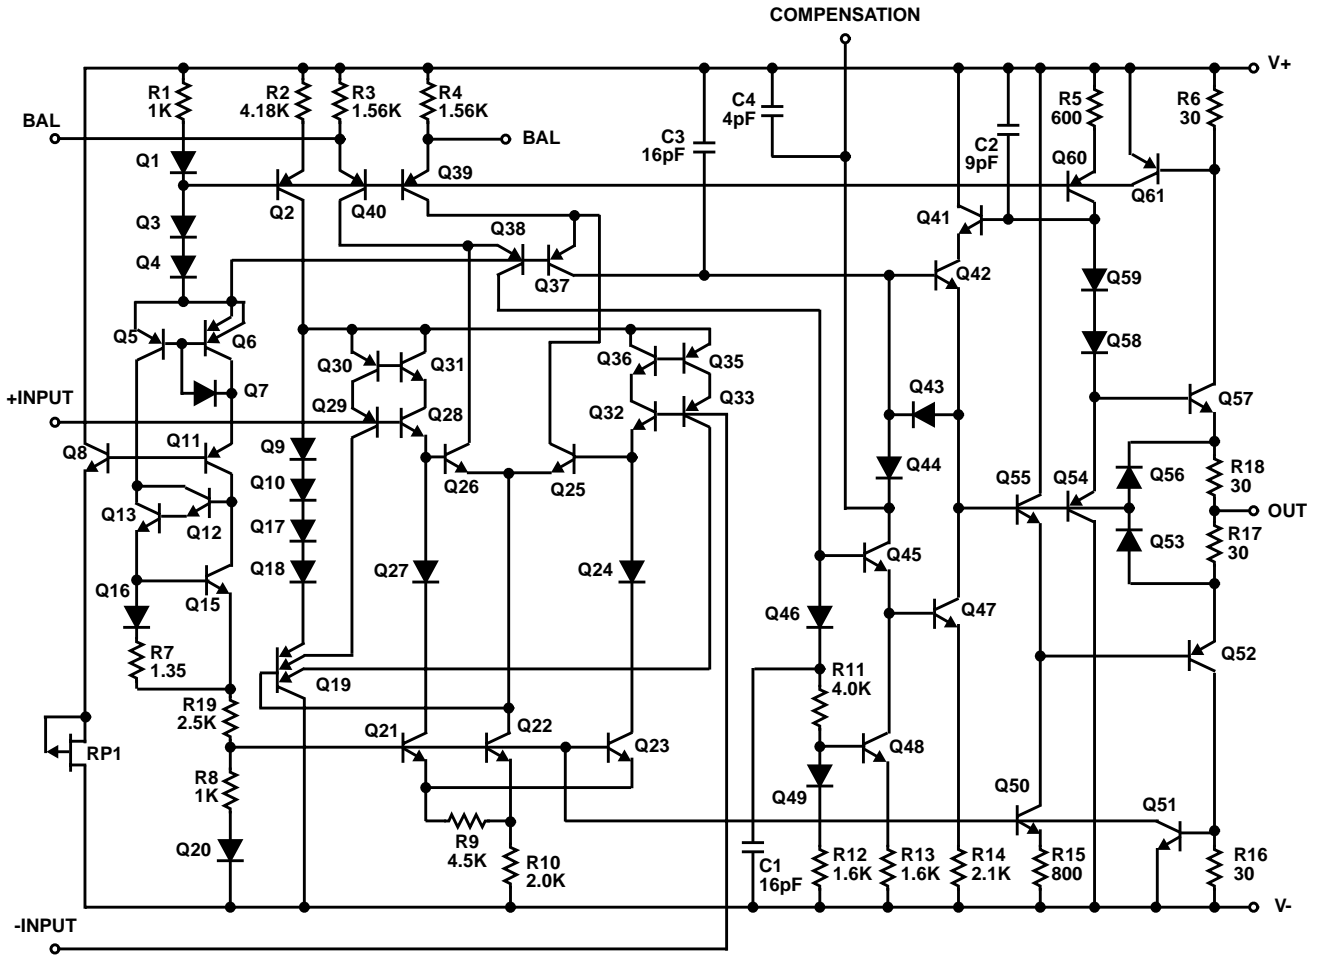 COMPENSATION
V+
R1
1K
R2
4.18K
R3
1.56K
R4
1.56K
C4
4pF
R5
600
R6
30
BAL
BAL
C3
16pF
C2
9pF
Q1
Q39
Q60
Q2
Q40
Q61
Q3
Q38
Q41
Q4
Q37
Q42
Q59
Q5
Q6
Q58
Q30
Q31
Q36
Q35
Q7
Q43
+INPUT
Q29
Q28
Q32
Q33
Q57
Q8
Q11
Q9
Q44
Q56
R18
30
Q10
Q26
Q25
Q55
Q54
Q13
Q12
Q17
OUT
Q53
R17
30
Q18
Q27
Q24
Q45
Q16
Q15
Q46
Q47
R7
1.35
Q19
R11
4.0K
Q52
R19
2.5K
Q21
Q22
Q23
Q48
RP1
R8
1K
Q49
Q50
Q51
Q20
R9
4.5K
R10
2.0K
C1
16pF
R12
1.6K
R13
1.6K
R14
2.1K
R15
800
R16
30
V-
-INPUT